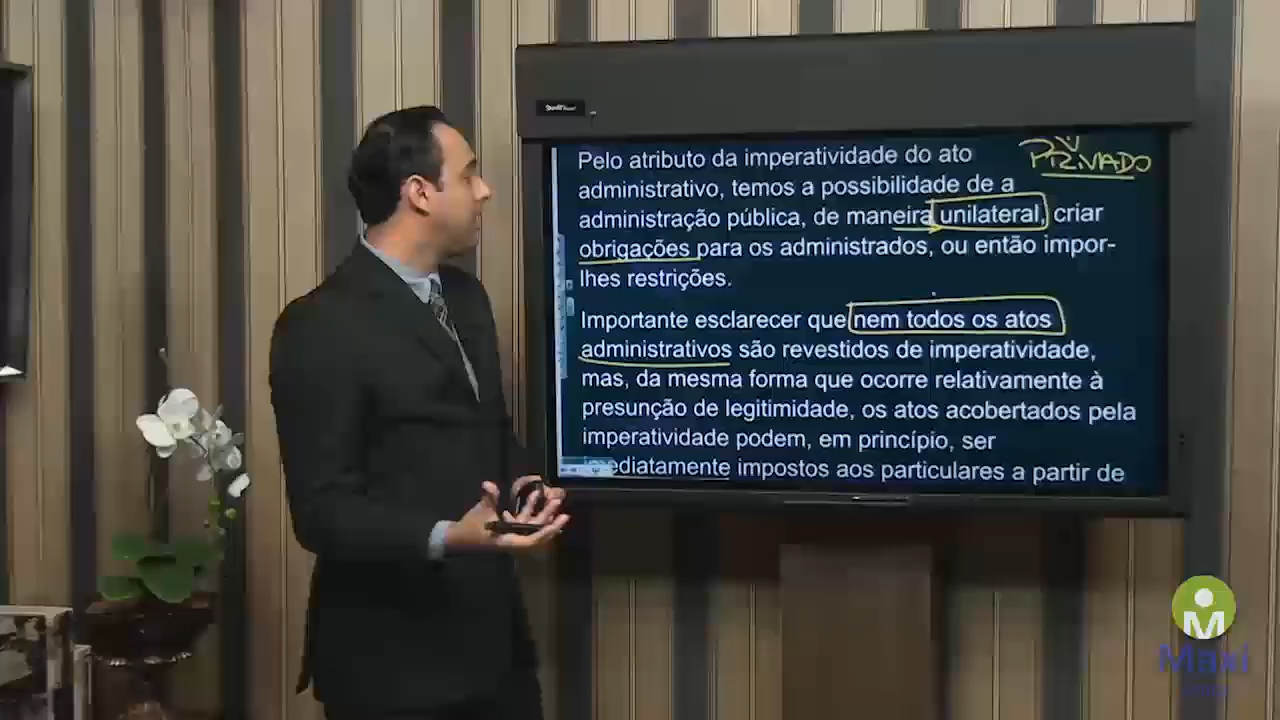 PRIVADO
Pelo atributo da imperatividade do ato
administrativo, temos a possibilidade de a
administração pública, de maneira unilateral, criar
obrigações para os administrados, ou então impor-
lhes restrições.
Importante esclarecer que nem todos os atos
administrativos são revestidos de imperatividade,
mas, da mesma forma que ocorre relativamente à
presunção de legitimidade, os atos acobertados pela
imperatividade podem, em princípio, ser
ediatamente impostos aos particulares a partir de
M
Maxi